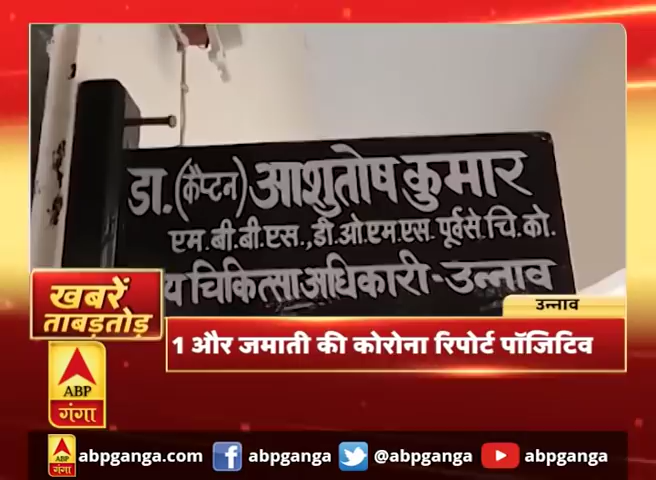 डा. (कैप्टन) आशुतोष कुमार
एम.बी.बी.एस., डी.ओ.एम.एस. पूर्व से.चि.को.
य चिकित्सा अधिकारी-उन्नाव
उन्नाव
खबरें
ताबड़तोड़
1 और जमाती की कोरोना रिपोर्ट पॉजिटिव
ABP
गंगा
ABP
गंगा
abpganga.com
abpganga
@abpganga
abpganga